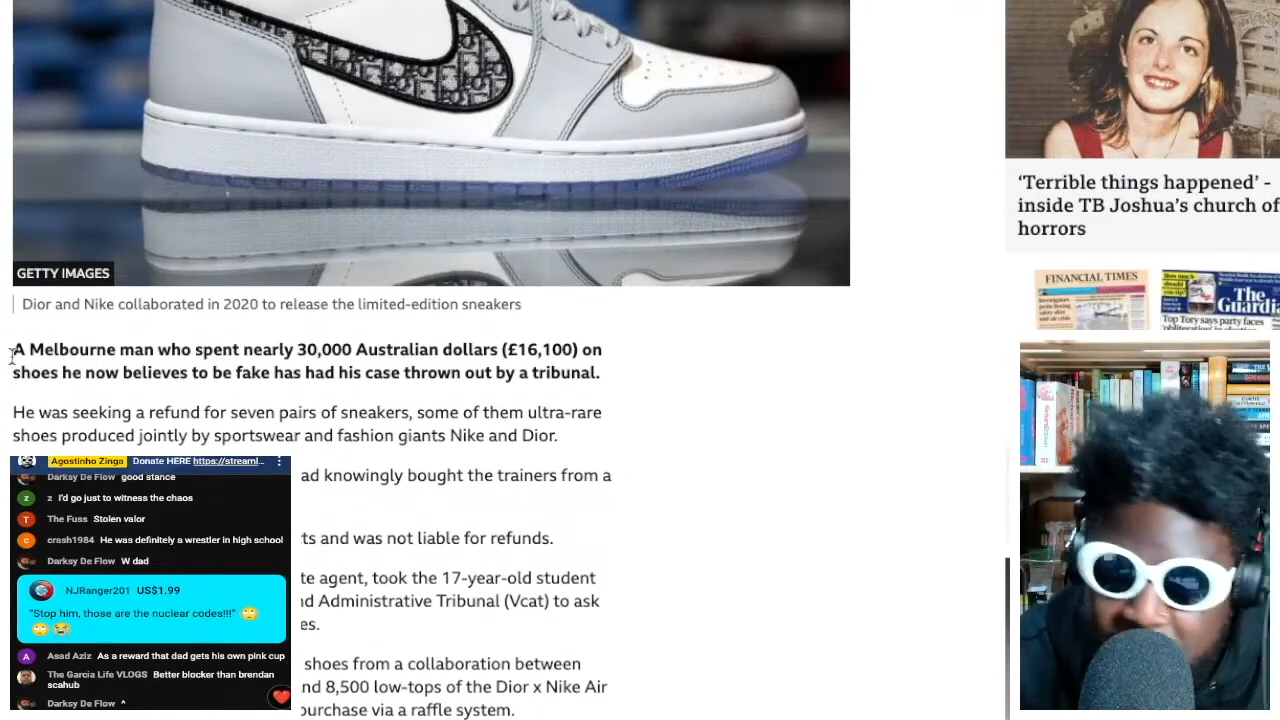 GETTY IMAGES
Dior and Nike collaborated in 2020 to release the limited-edition sneakers
A Melbourne man who spent nearly 30,000 Australian dollars (£16,100) on
shoes he now believes to be fake has had his case thrown out by a tribunal.
He was seeking a refund for seven pairs of sneakers, some of them ultra-rare
shoes produced jointly by sportswear and fashion giants Nike and Dior.
ad knowingly bought the trainers from a
ts and was not liable for refunds.
te agent, took the 17-year-old student
nd Administrative Tribunal (Vcat) to ask
es.
shoes from a collaboration between
nd 8,500 low-tops of the Dior x Nike Air
purchase via a raffle system.
Agostinho Zinga Donate HERE https://streaml...
Darksy De Flow good stance
z z I'd go just to witness the chaos
T The Fuss Stolen valor
c crash1984 He was definitely a wrestler in high school
Darksy De Flow W dad
NJRanger201 US$1.99
"Stop him, those are the nuclear codes!!!" 🙄
🙄 😭
A Asad Aziz As a reward that dad gets his own pink cup
The Garcia Life VLOGS Better blocker than brendan
scahub
Darksy De Flow ^
‘Terrible things happened’ -
inside TB Joshua’s church of
horrors
FINANCIAL TIMES
The
Guardia
Top Tory says party faces